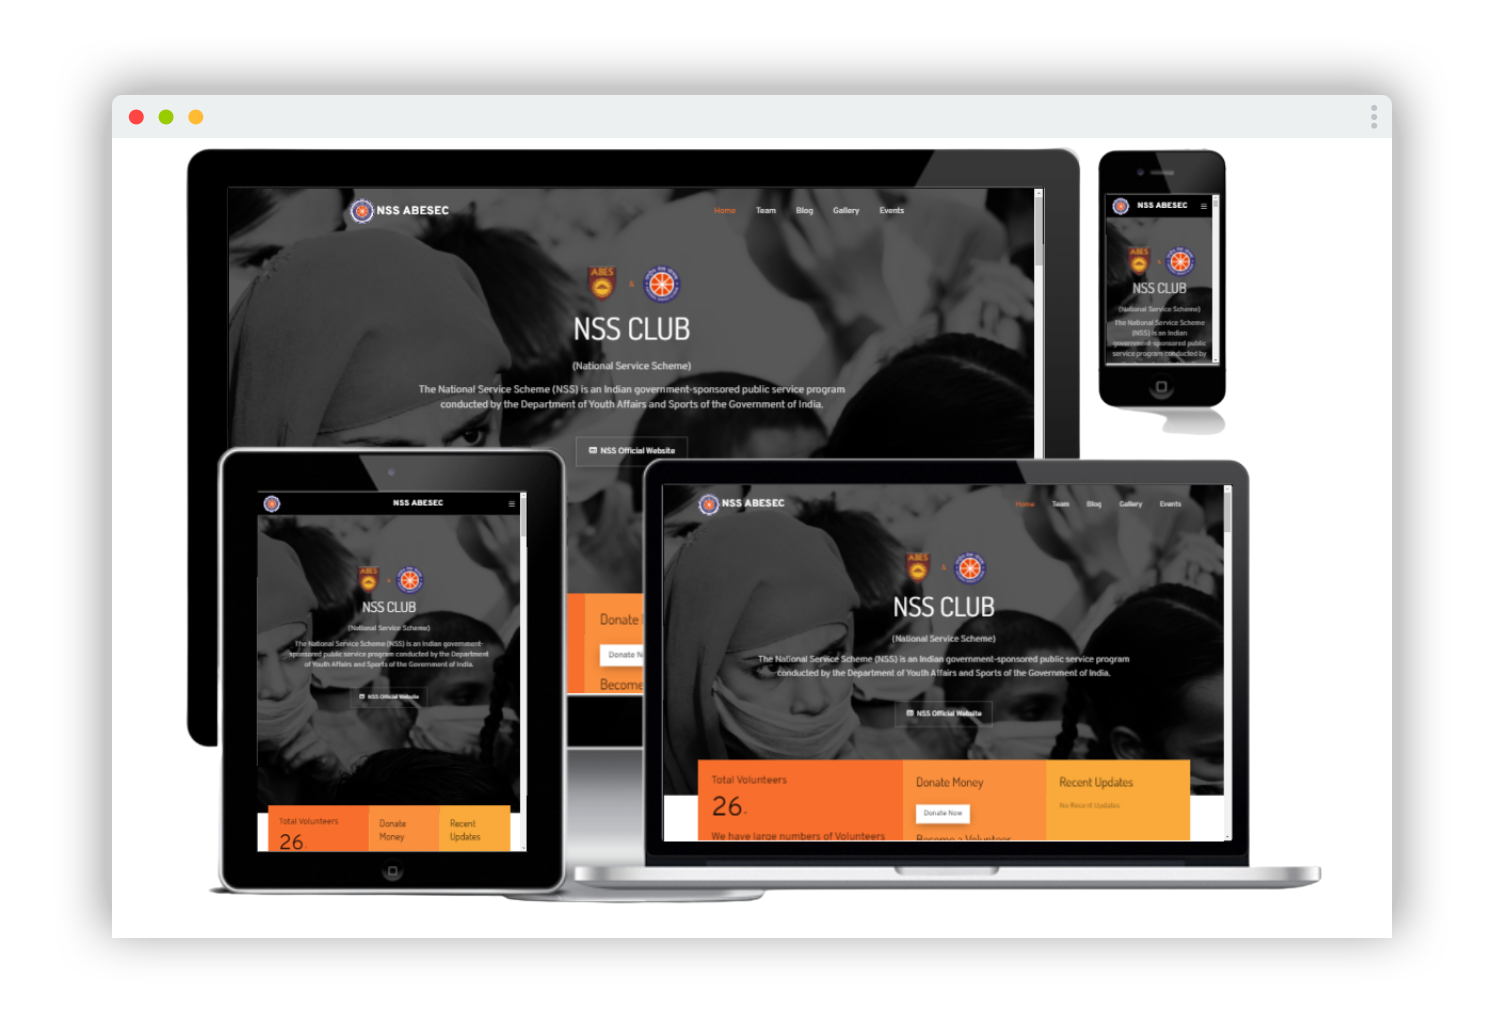 NSS ABESEC
Home Team Blog Gallery Events
ABES
&
NSS CLUB
(National Service Scheme)
The National Service Scheme (NSS) is an Indian government-sponsored public service program
conducted by the Department of Youth Affairs and Sports of the Government of India.
NSS Official Website
Donate
Donate N
Become
NSS ABESEC
ABES
&
NSS CLUB
(National Service Scheme)
The National Service Scheme
(NSS) is an Indian
government-sponsored public
service program conducted by
NSS ABESEC
ABES
&
NSS CLUB
(National Service Scheme)
The National Service Scheme (NSS) is an Indian government-
sponsored public service program conducted by the Department
of Youth Affairs and Sports of the Government of India.
NSS Official Website
Total Volunteers
26
Donate
Money
Recent
Updates
NSS ABESEC
Home Team Blog Gallery Events
ABES
&
NSS CLUB
(National Service Scheme)
The National Service Scheme (NSS) is an Indian government-sponsored public service program
conducted by the Department of Youth Affairs and Sports of the Government of India.
NSS Official Website
Total Volunteers
26
We have large numbers of Volunteers
Donate Money
Donate Now
Become a Volunteer
Recent Updates
No Recent Updates